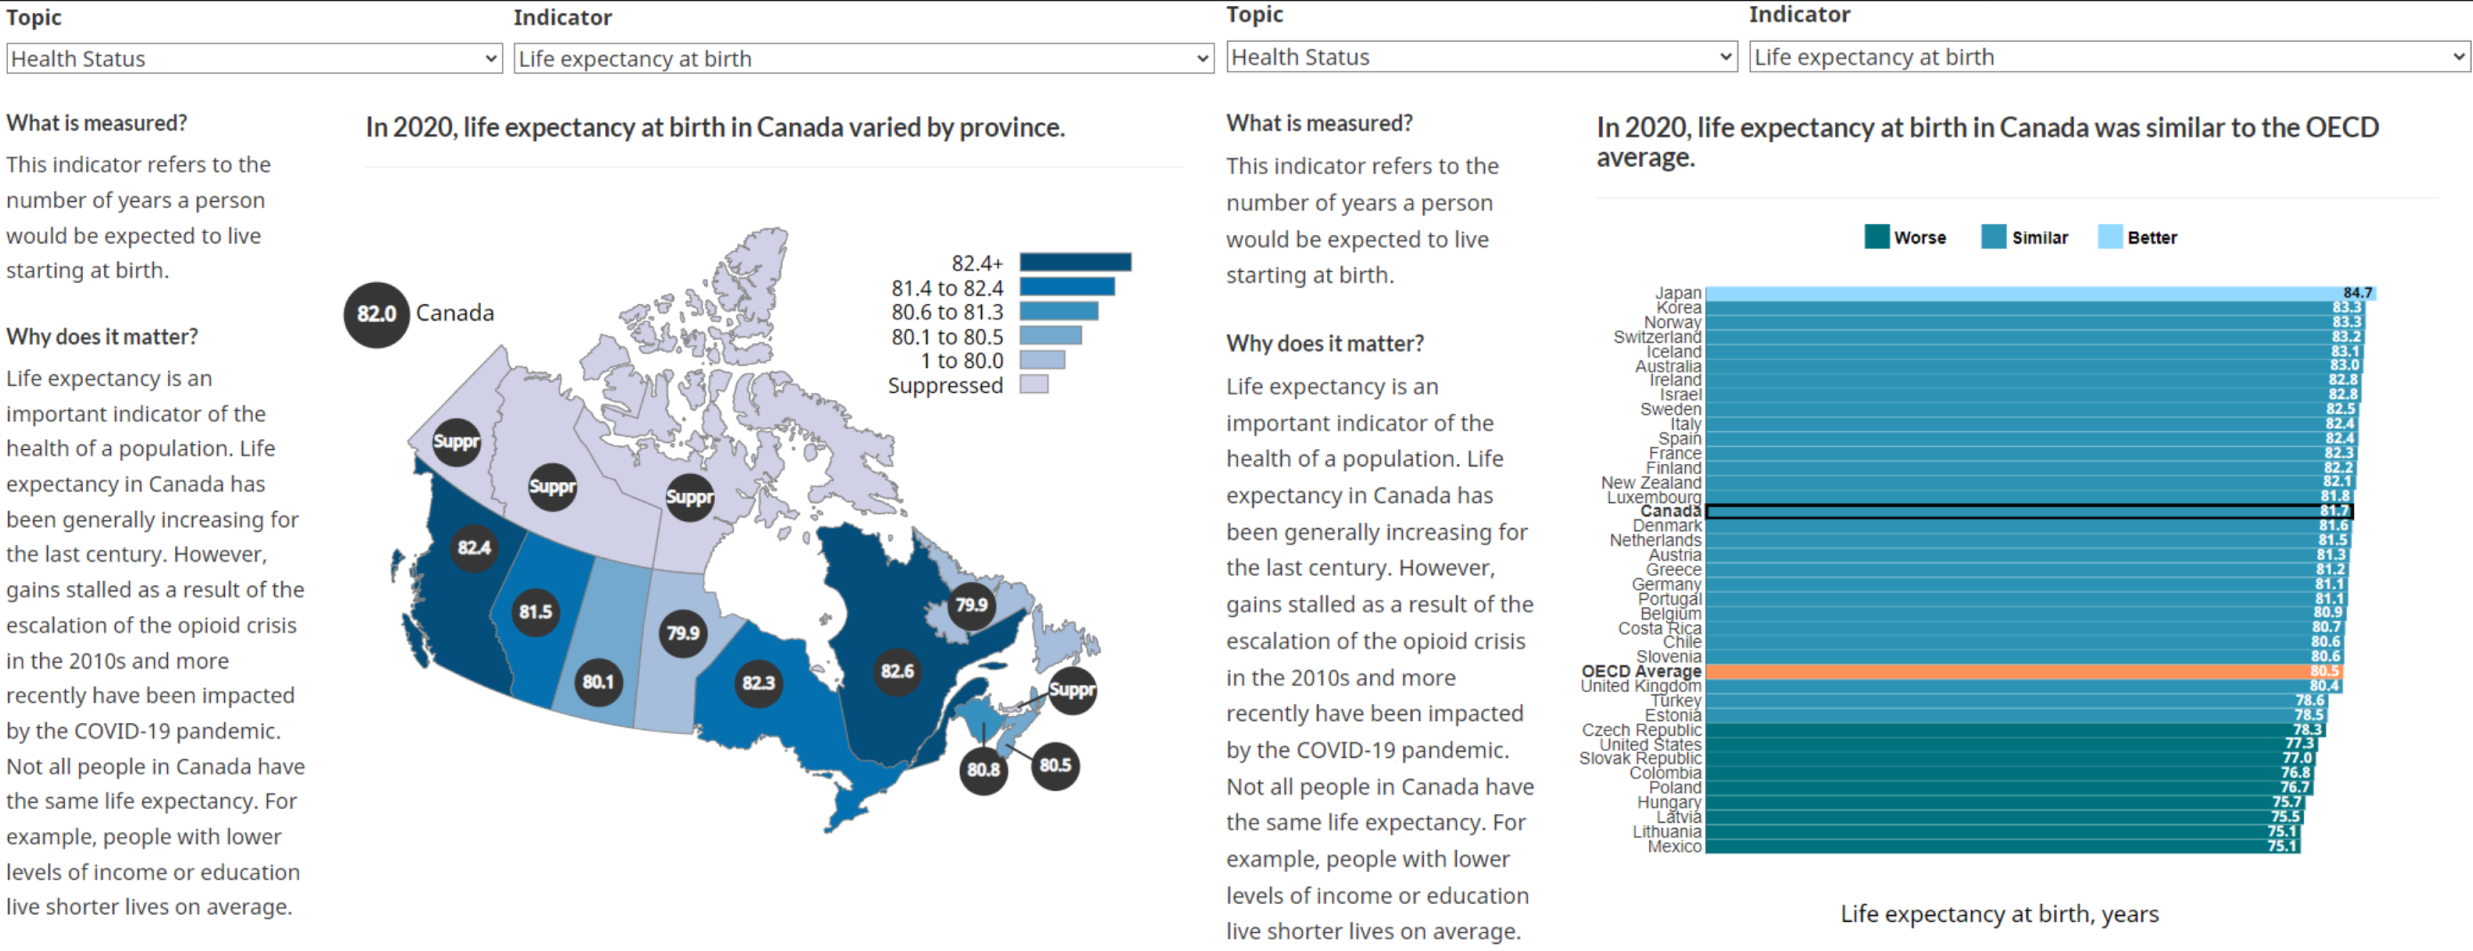 Topic
Indicator
Health Status
Life expectancy at birth
What is measured?
This indicator refers to the
number of years a person
would be expected to live
starting at birth.
Why does it matter?
Life expectancy is an
important indicator of the
health of a population. Life
expectancy in Canada has
been generally increasing for
the last century. However,
gains stalled as a result of the
escalation of the opioid crisis
in the 2010s and more
recently have been impacted
by the COVID-19 pandemic.
Not all people in Canada have
the same life expectancy. For
example, people with lower
levels of income or education
live shorter lives on average.
In 2020, life expectancy at birth in Canada varied by province.
82.0 Canada
82.4+
81.4 to 82.4
80.6 to 81.3
80.1 to 80.5
1 to 80.0
Suppressed
Suppr
Suppr
Suppr
82.4
81.5
80.1
79.9
82.3
82.6
79.9
Suppr
80.8
80.5
Topic
Indicator
Health Status
Life expectancy at birth
What is measured?
This indicator refers to the
number of years a person
would be expected to live
starting at birth.
Why does it matter?
Life expectancy is an
important indicator of the
health of a population. Life
expectancy in Canada has
been generally increasing for
the last century. However,
gains stalled as a result of the
escalation of the opioid crisis
in the 2010s and more
recently have been impacted
by the COVID-19 pandemic.
Not all people in Canada have
the same life expectancy. For
example, people with lower
levels of income or education
live shorter lives on average.
In 2020, life expectancy at birth in Canada was similar to the OECD
average.
Worse Similar Better
Japan 84.7
Korea 83.3
Norway 83.3
Switzerland 83.2
Iceland 83.1
Australia 83.0
Ireland 82.8
Israel 82.8
Sweden 82.5
Italy 82.4
Spain 82.4
France 82.3
Finland 82.2
New Zealand 82.1
Luxembourg 81.8
Canada 81.7
Denmark 81.6
Netherlands 81.5
Austria 81.3
Greece 81.2
Germany 81.1
Portugal 81.1
Belgium 80.9
Costa Rica 80.7
Chile 80.6
Slovenia 80.6
OECD Average 80.5
United Kingdom 80.4
Turkey 78.6
Estonia 78.5
Czech Republic 78.3
United States 77.3
Slovak Republic 77.0
Colombia 76.8
Poland 76.7
Hungary 75.7
Latvia 75.5
Lithuania 75.1
Mexico 75.1
Life expectancy at birth, years